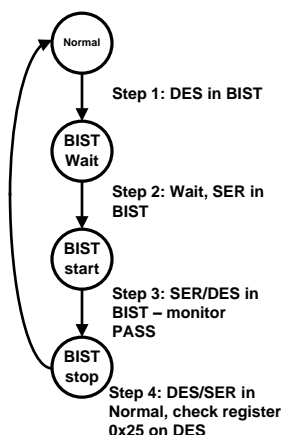 Normal
Step 1: DES in BIST
BIST
Wait
Step 2: Wait, SER in
BIST
BIST
start
Step 3: SER/DES in
BIST – monitor
PASS
BIST
stop
Step 4: DES/SER in
Normal, check register
0x25 on DES